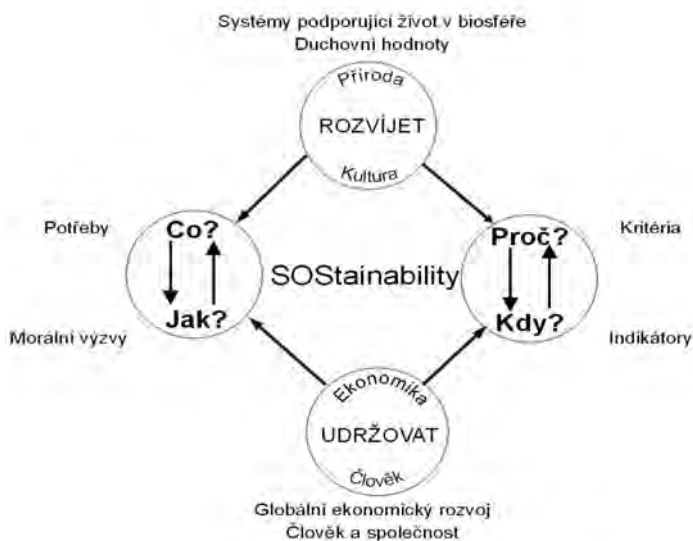 Systémy podporující život v biosféře
Duchovní hodnoty
Příroda
ROZVÍJET
Kultura
Potřeby
Co?
Jak?
Morální výzvy
SOStainability
Proč?
Kdy?
Kritéria
Indikátory
Ekonomika
UDRŽOVAT
Člověk
Globální ekonomický rozvoj
Člověk a společnost